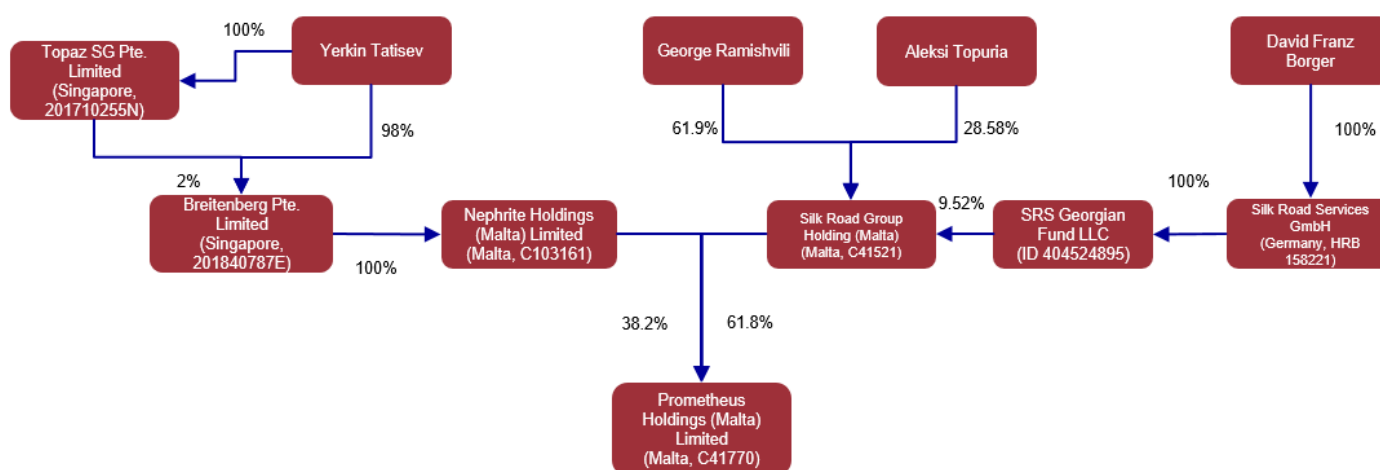 100%
Topaz SG Pte.
Limited
(Singapore,
201710255N)
Yerkin Tatisev
George Ramishvili
Aleksi Topuria
David Franz
Borger
98%
61.9%
28.58%
100%
2%
Breitenberg Pte.
Limited
(Singapore,
201840787E)
100%
Nephrite Holdings
(Malta) Limited
(Malta, C103161)
Silk Road Group
Holding (Malta)
(Malta, C41521)
9.52%
SRS Georgian
Fund LLC
(ID 404524895)
100%
Silk Road Services
GmbH
(Germany, HRB
158221)
38.2%
61.8%
Prometheus
Holdings (Malta)
Limited
(Malta, C41770)